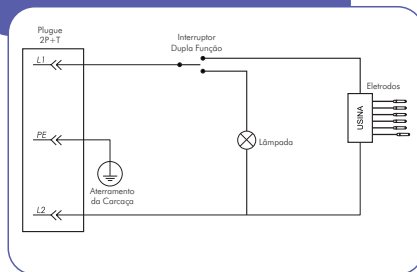 Plugue
2P+T
Interruptor
Dupla Função
L1
Eletrodos
USINA
PE
Lâmpada
Aterramento
da Carcaça
L2